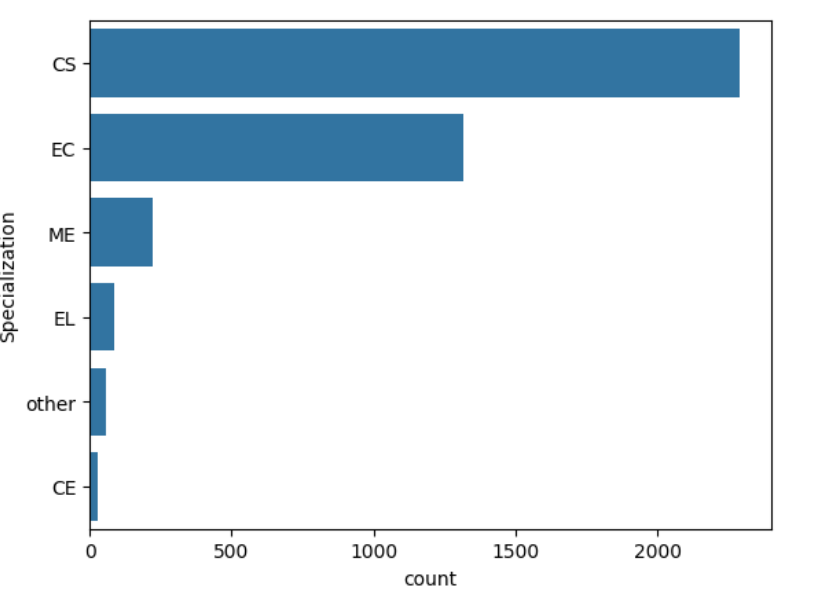 CS
EC
ME
EL
other
CE
Specialization
0 500 1000 1500 2000
count